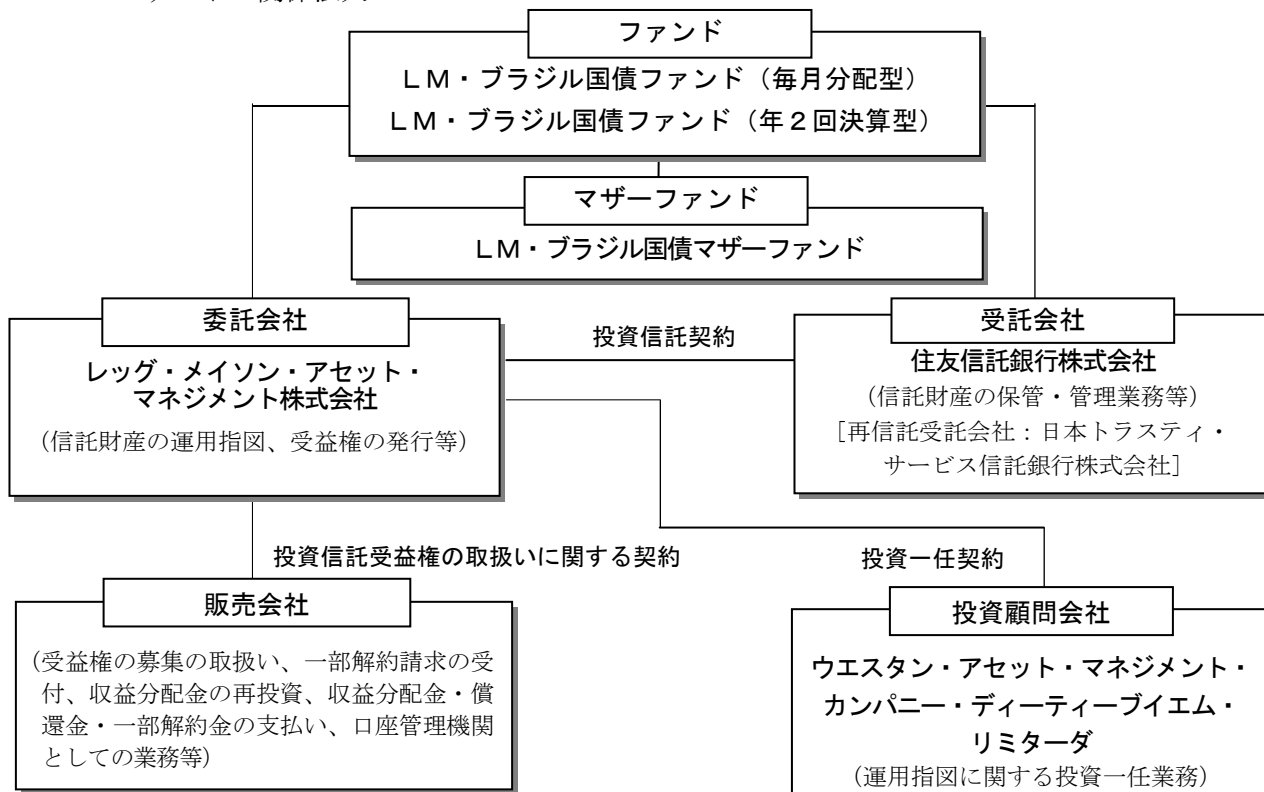 ファンド
ＬＭ・ブラジル国債ファンド（毎月分配型）
ＬＭ・ブラジル国債ファンド（年２回決算型）
マザーファンド
ＬＭ・ブラジル国債マザーファンド
委託会社
レッグ・メイソン・アセット・
マネジメント株式会社
（信託財産の運用指図、受益権の発行等）
投資信託契約
受託会社
住友信託銀行株式会社
（信託財産の保管・管理業務等）
［再信託受託会社：日本トラスティ・
サービス信託銀行株式会社］
投資信託受益権の取扱いに関する契約
投資一任契約
販売会社
（受益権の募集の取扱い、一部解約請求の受
付、収益分配金の再投資、収益分配金・償
還金・一部解約金の支払い、口座管理機関
としての業務等）
投資顧問会社
ウエスタン・アセット・マネジメント・
カンパニー・ディーティーブイエム・
リミターダ
（運用指図に関する投資一任業務）